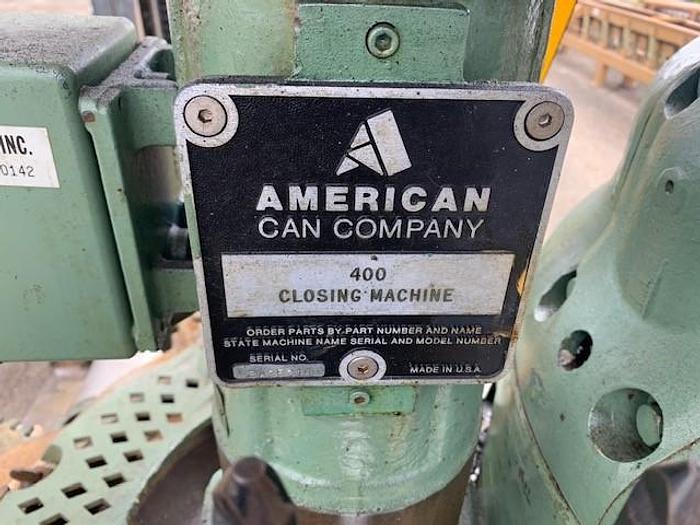 INC.
0142
AMERICAN
CAN COMPANY
400
CLOSING MACHINE
ORDER PARTS BY PART NUMBER AND NAME
STATE MACHINE NAME SERIAL AND MODEL NUMBER
SERIAL NO.
MADE IN U.S.A.